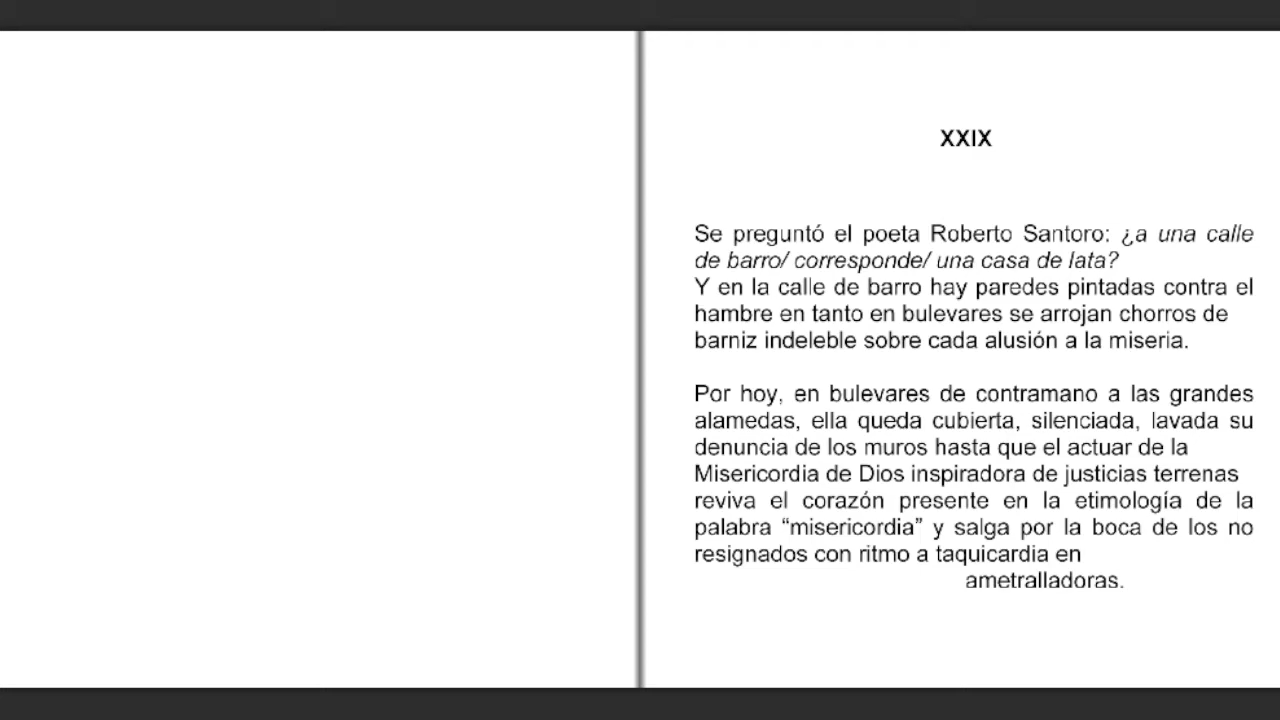 XXIX
Se preguntó el poeta Roberto Santoro: ¿a una calle
de barro/ corresponde/ una casa de lata?
Y en la calle de barro hay paredes pintadas contra el
hambre en tanto en bulevares se arrojan chorros de
barniz indeleble sobre cada alusión a la miseria.
Por hoy, en bulevares de contramano a las grandes
alamedas, ella queda cubierta, silenciada, lavada su
denuncia de los muros hasta que el actuar de la
Misericordia de Dios inspiradora de justicias terrenas
reviva el corazón presente en la etimología de la
palabra “misericordia” y salga por la boca de los no
resignados con ritmo a taquicardia en
ametralladoras.